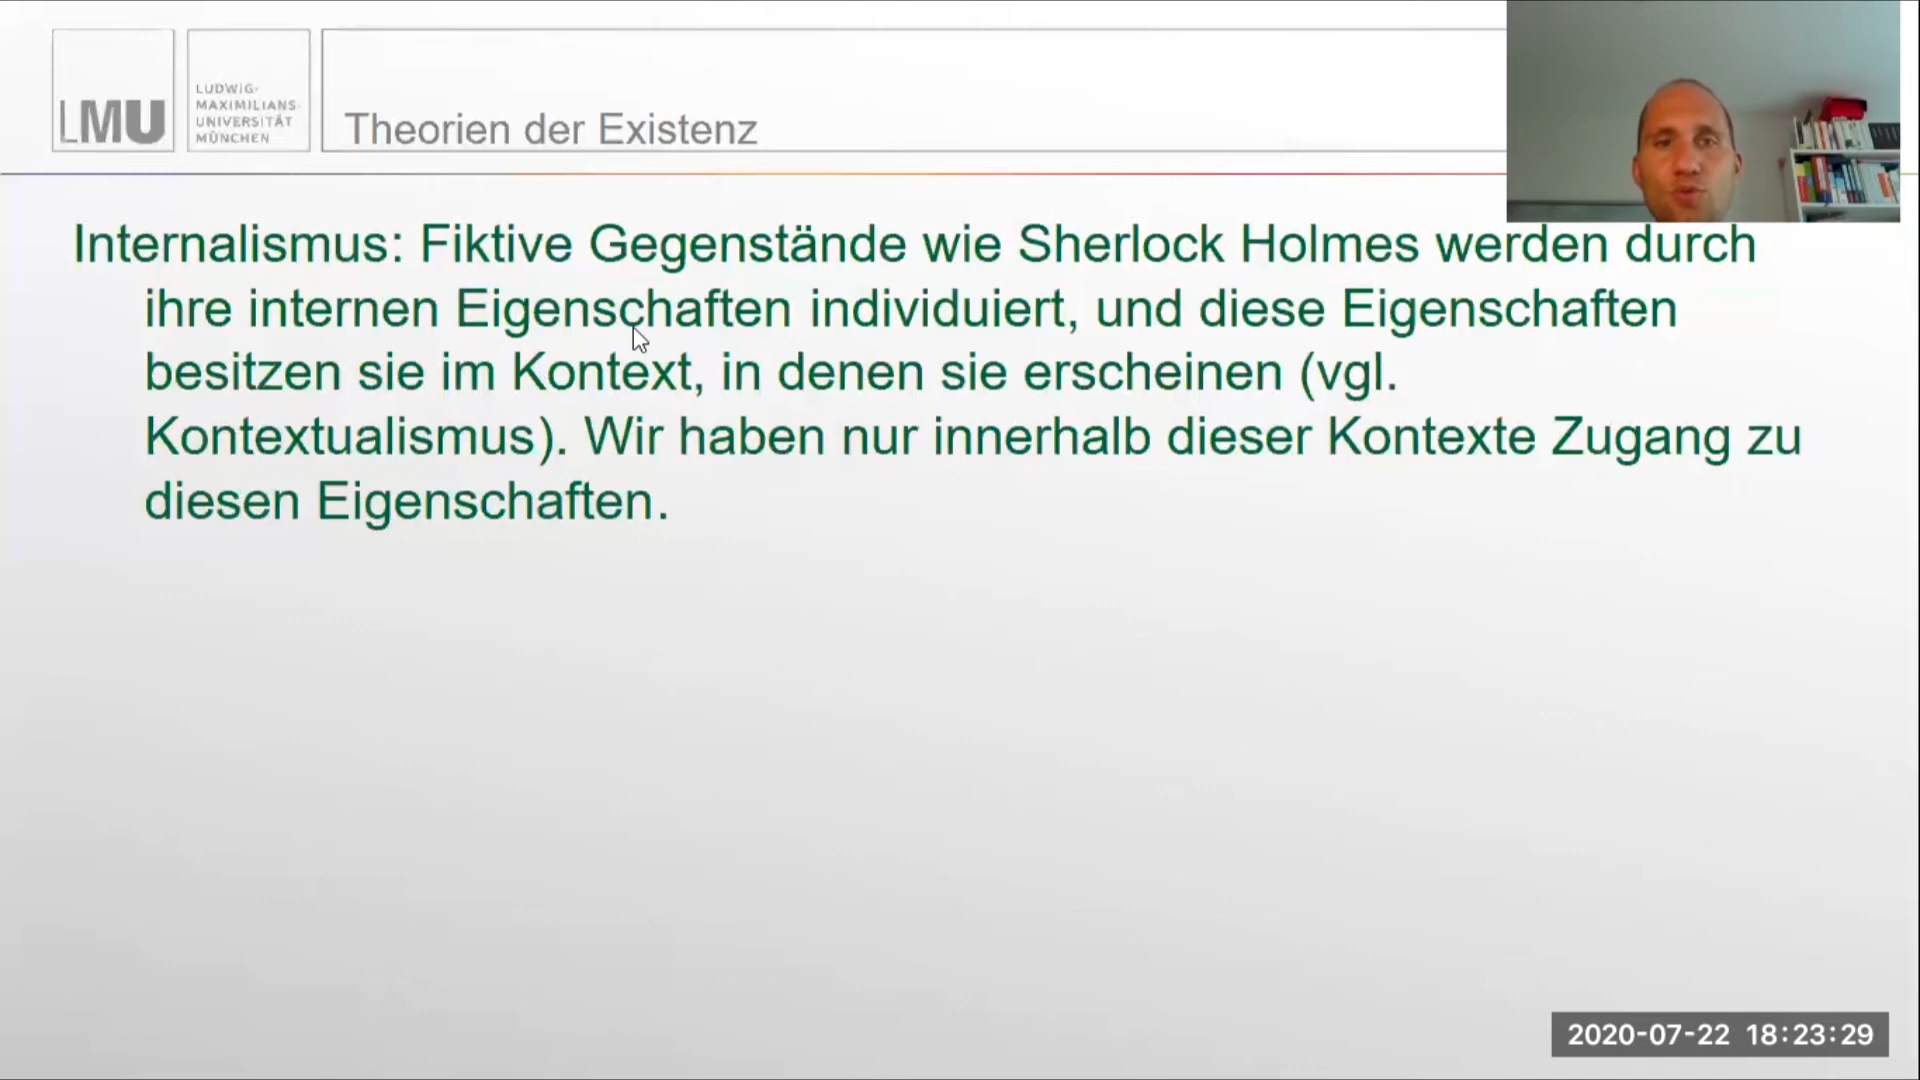 LMU
LUDWIG-
MAXIMILIANS-
UNIVERSITÄT
MÜNCHEN
Theorien der Existenz
Internalismus: Fiktive Gegenstände wie Sherlock Holmes werden durch
ihre internen Eigenschaften individuiert, und diese Eigenschaften
besitzen sie im Kontext, in denen sie erscheinen (vgl.
Kontextualismus). Wir haben nur innerhalb dieser Kontexte Zugang zu
diesen Eigenschaften.
2020-07-22 18:23:29